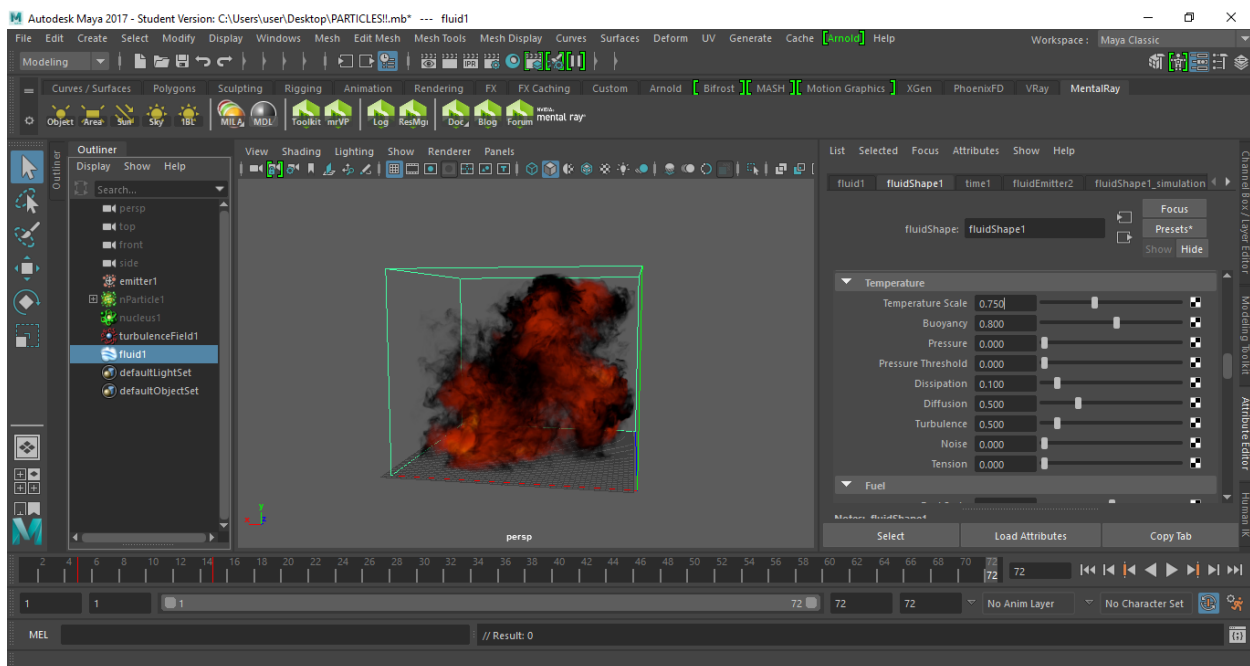 Autodesk Maya 2017 - Student Version: C:\Users\user\Desktop\PARTICLES!!.mb* --- fluid1
File Edit Create Select Modify Display Windows Mesh Edit Mesh Mesh Tools Mesh Display Curves Surfaces Deform UV Generate Cache [Arnold] Help Workspace : Maya Classic
Modeling
Curves / Surfaces Polygons Sculpting Rigging Animation Rendering FX FX Caching Custom Arnold [ Bifrost ][ MASH ][ Motion Graphics ] XGen PhoenixFD VRay MentalRay
Object Area Sun Sky IBL MILA MDL Toolkit mrVP Log ResMgr Doc Blog Forum mental ray
Outliner
Outliner
Display Show Help
Search...
persp
top
front
side
emitter1
nParticle1
nucleus1
turbulenceField1
fluid1
defaultLightSet
defaultObjectSet
View Shading Lighting Show Renderer Panels
y
x
z
persp
List Selected Focus Attributes Show Help
fluid1 fluidShape1 time1 fluidEmitter2 fluidShape1_simulation
Focus
fluidShape: fluidShape1 Presets*
Show Hide
Temperature
Temperature Scale 0.750
Buoyancy 0.800
Pressure 0.000
Pressure Threshold 0.000
Dissipation 0.100
Diffusion 0.500
Turbulence 0.500
Noise 0.000
Tension 0.000
Fuel
Notes: fluidShape1
Select Load Attributes Copy Tab
Channel Box / Layer Editor
Modeling Toolkit
Attribute Editor
Human IK
2 4 6 8 10 12 14 16 18 20 22 24 26 28 30 32 34 36 38 40 42 44 46 48 50 52 54 56 58 60 62 64 66 68 70 72
72 72
1 1 1 72 72 72 No Anim Layer No Character Set
MEL // Result: 0